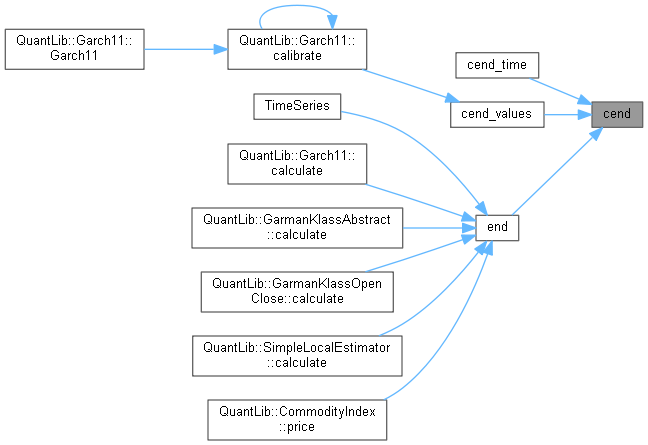 QuantLib::Garch11::
Garch11
QuantLib::Garch11::
calibrate
cend_time
cend_values
cend
TimeSeries
QuantLib::Garch11::
calculate
QuantLib::GarmanKlassAbstract
::calculate
end
QuantLib::GarmanKlassOpen
Close::calculate
QuantLib::SimpleLocalEstimator
::calculate
QuantLib::CommodityIndex
::price